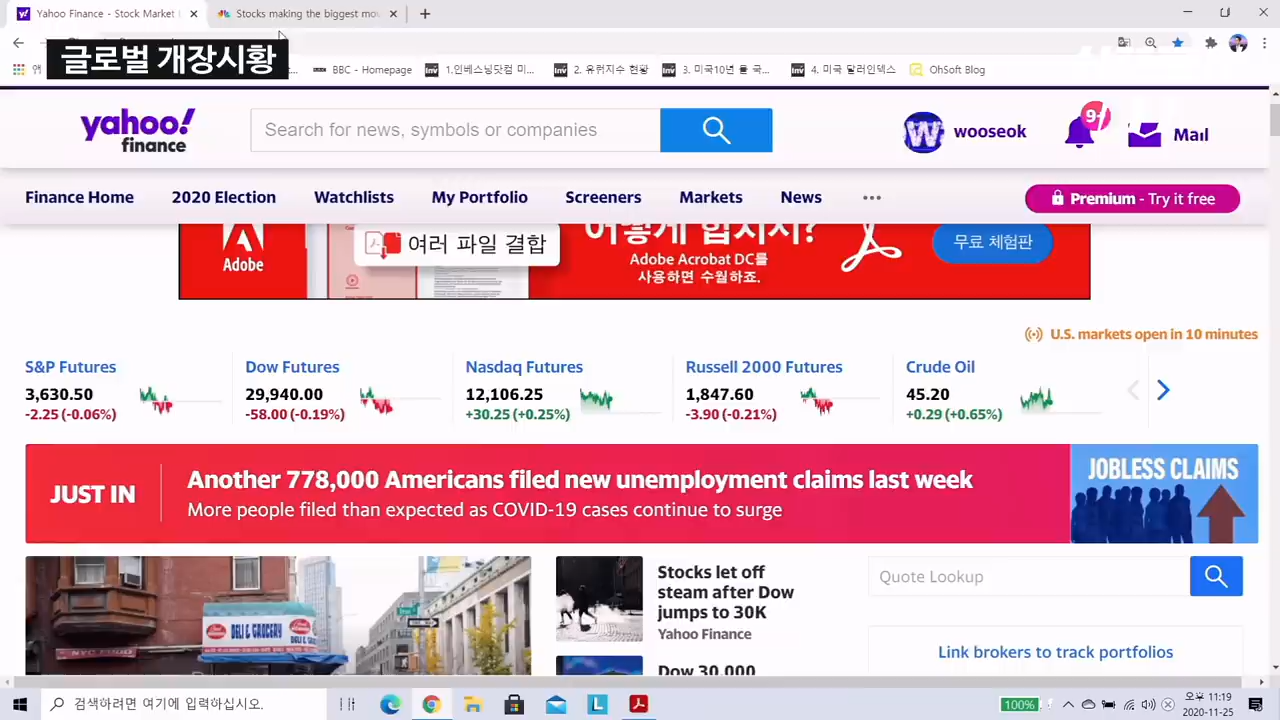 Yahoo Finance - Stock Market
Stocks making the biggest mo
글로벌 개장시황
BBC - Homepage
1.인베스팅닷컴 미...
2. 유럽지수 현황
3. 미국10년 물 국...
4. 미국 달러인덱스
OhSoft Blog
yahoo!
finance
Search for news, symbols or companies
W
wooseok
9+
Mail
Finance Home
2020 Election
Watchlists
My Portfolio
Screeners
Markets
News
Premium - Try it free
Adobe
여러 파일 결합
어떻게 합치지?
Adobe Acrobat DC를
사용하면 수월하죠.
무료 체험판
U.S. markets open in 10 minutes
S&P Futures
3,630.50
-2.25 (-0.06%)
Dow Futures
29,940.00
-58.00 (-0.19%)
Nasdaq Futures
12,106.25
+30.25 (+0.25%)
Russell 2000 Futures
1,847.60
-3.90 (-0.21%)
Crude Oil
45.20
+0.29 (+0.65%)
JUST IN
Another 778,000 Americans filed new unemployment claims last week
More people filed than expected as COVID-19 cases continue to surge
JOBLESS CLAIMS
DELI & GROCERY
Stocks let off
steam after Dow
jumps to 30K
Yahoo Finance
Dow 30,000
Quote Lookup
Link brokers to track portfolios
검색하려면 여기에 입력하십시오.
100%
오후 11:19
2020-11-25